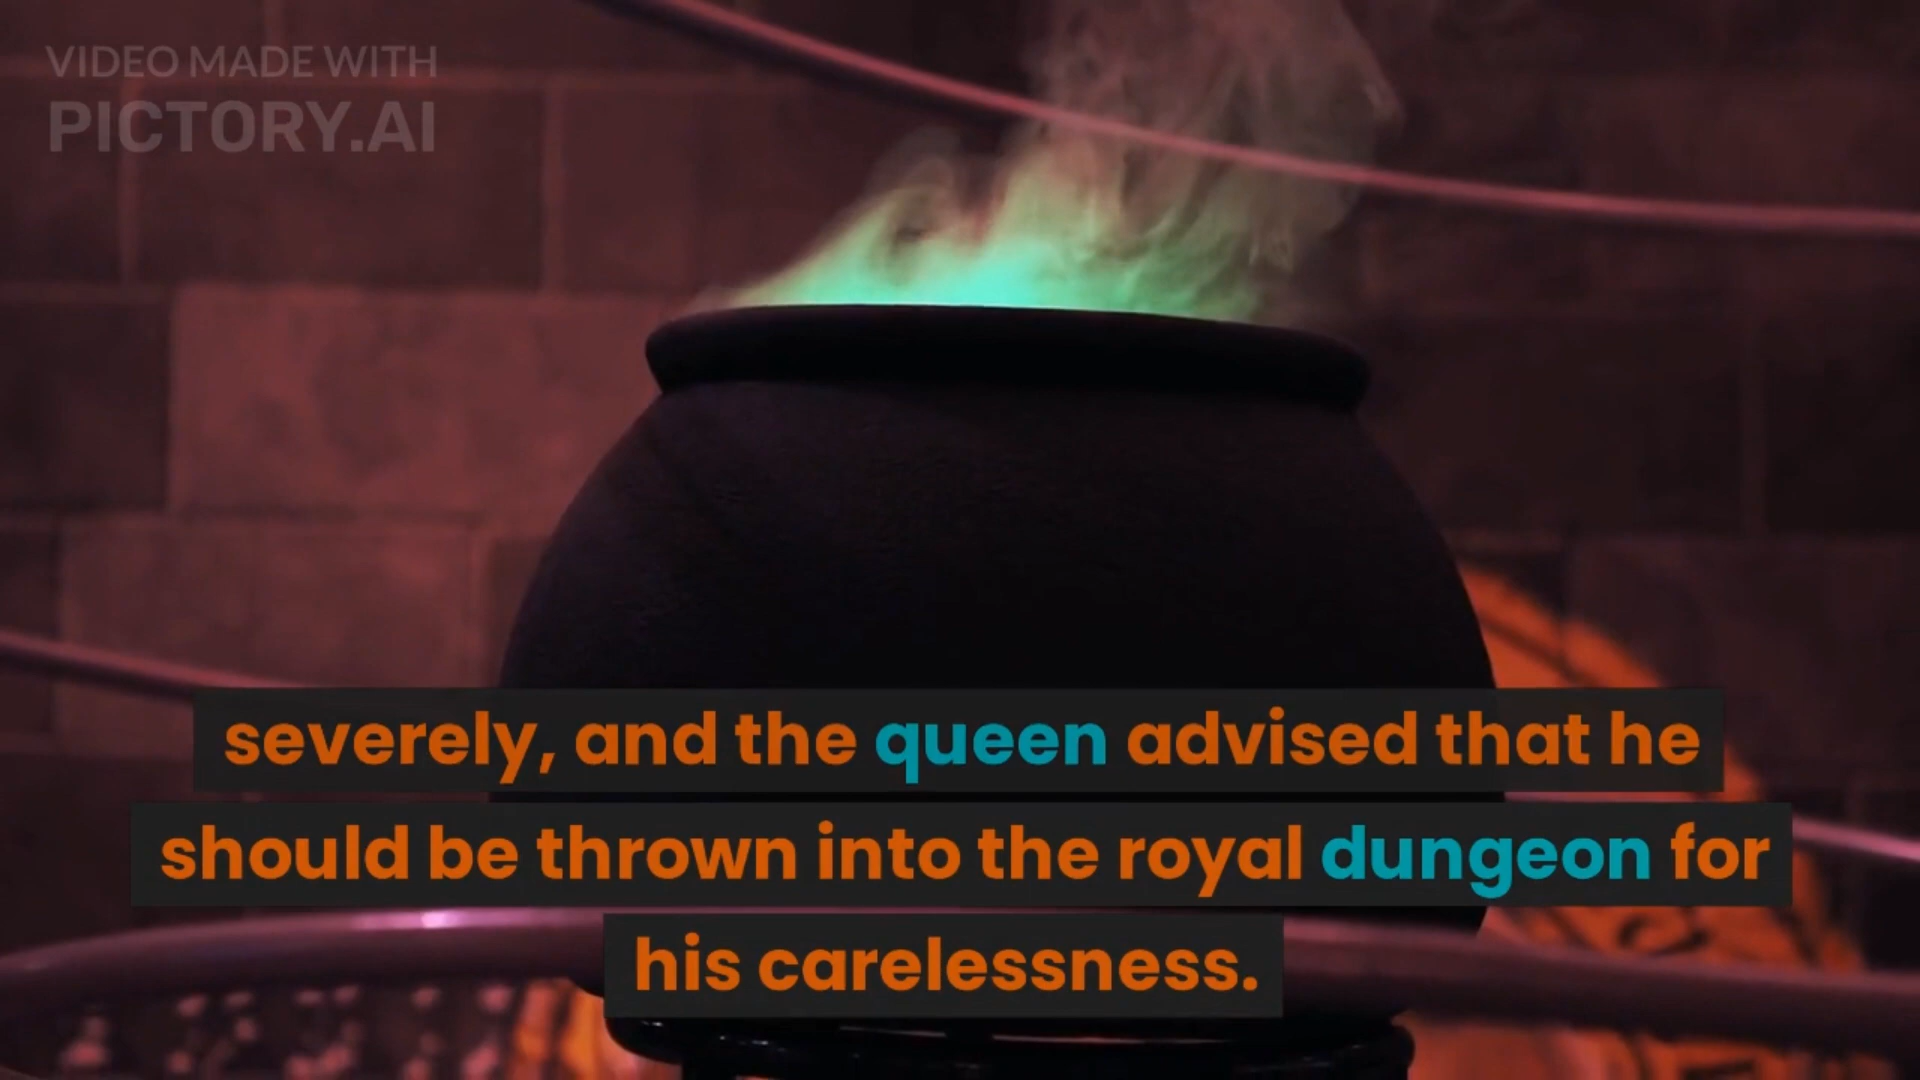 VIDEO MADE WITH
PICTORY.AI
severely, and the queen advised that he
should be thrown into the royal dungeon for
his carelessness.